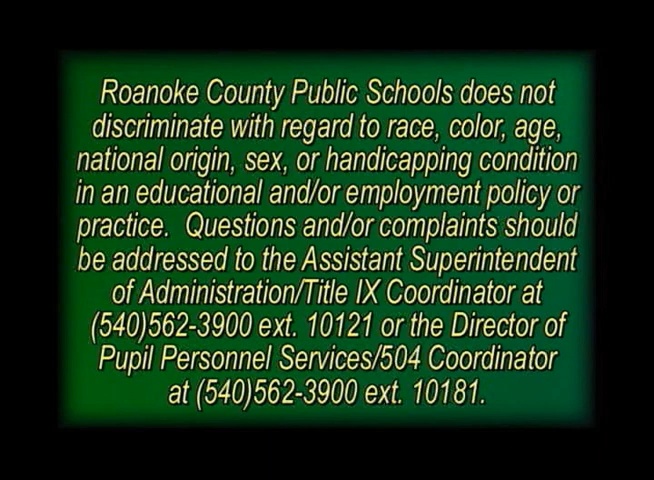 Roanoke County Public Schools does not
discriminate with regard to race, color, age,
national origin, sex, or handicapping condition
in an educational and/or employment policy or
practice.  Questions and/or complaints should
be addressed to the Assistant Superintendent
of Administration/Title IX Coordinator at
(540)562-3900 ext. 10121 or the Director of
Pupil Personnel Services/504 Coordinator
at (540)562-3900 ext. 10181.